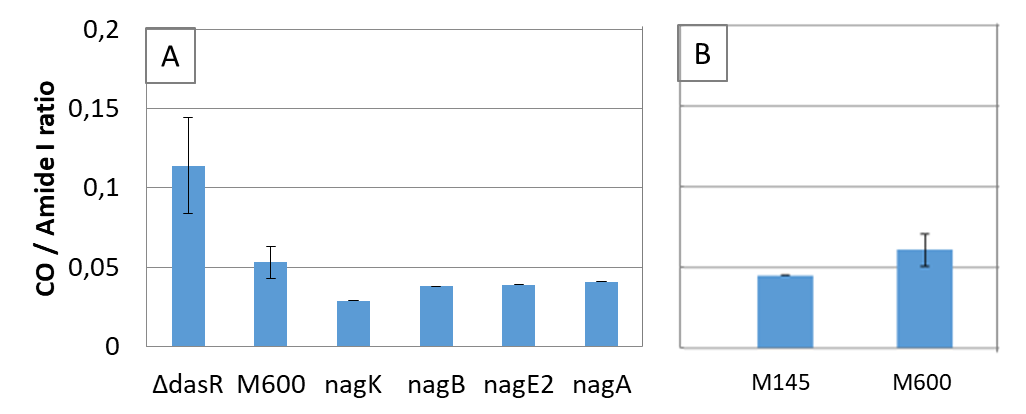 0,2
A
B
0,15
0,1
0,05
0
CO / Amide I ratio
ΔdasR M600 nagK nagB nagE2 nagA
M145 M600